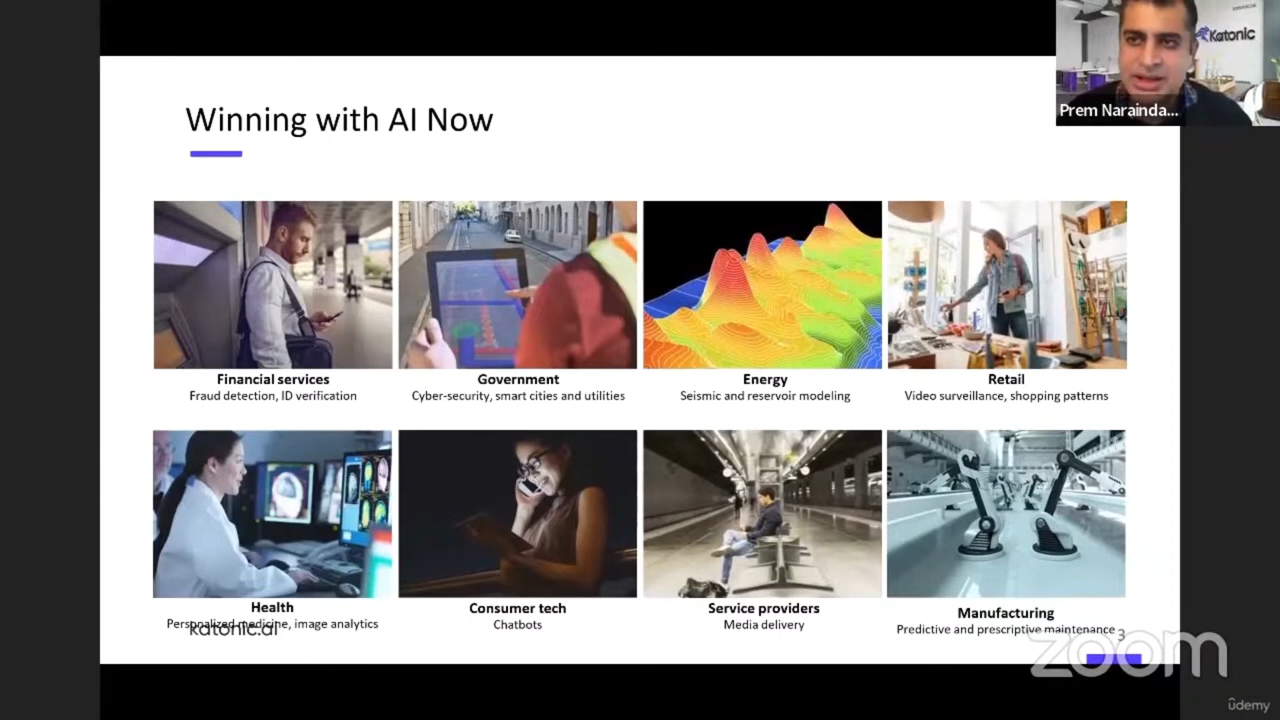 Katonic
Prem Narainda...
Winning with AI Now
Financial services
Fraud detection, ID verification
Government
Cyber-security, smart cities and utilities
Energy
Seismic and reservoir modeling
Retail
Video surveillance, shopping patterns
Health
Personalized medicine, image analytics
katonic.ai
Consumer tech
Chatbots
Service providers
Media delivery
Manufacturing
Predictive and prescriptive maintenance
3
zoom
ûdemy